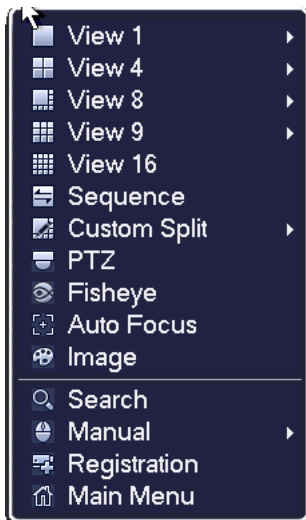 View 1
View 4
View 8
View 9
View 16
Sequence
Custom Split
PTZ
Fisheye
Auto Focus
Image
Search
Manual
Registration
Main Menu